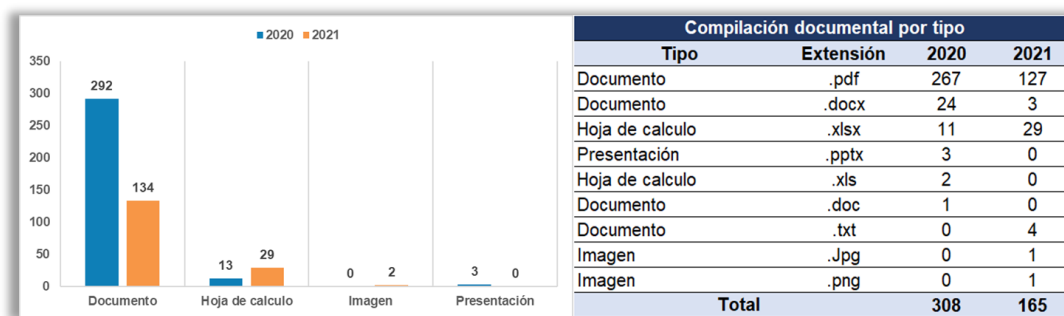 2020 2021
350
300
250
200
150
100
50
0
292
134
13
29
0
2
3
0
Documento
Hoja de calculo
Imagen
Presentación
Compilación documental por tipo
Tipo Extensión 2020 2021
Documento .pdf 267 127
Documento .docx 24 3
Hoja de calculo .xlsx 11 29
Presentación .pptx 3 0
Hoja de calculo .xls 2 0
Documento .doc 1 0
Documento .txt 0 4
Imagen .Jpg 0 1
Imagen .png 0 1
Total 308 165